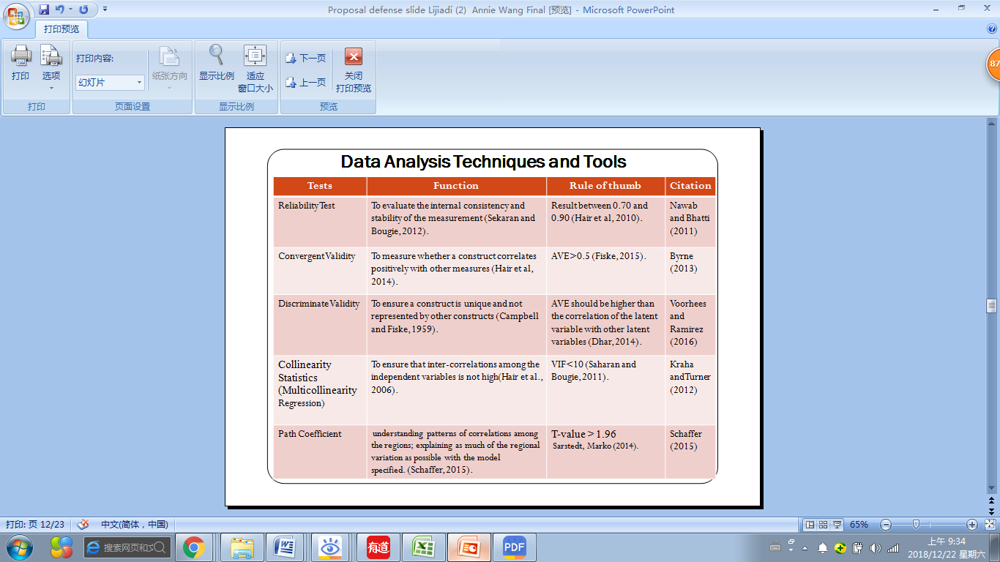 Proposal defense slide Lijiadi (2)  Annie Wang Final [预览] - Microsoft PowerPoint
打印预览
打印
选项
打印内容:
幻灯片
纸张方向
显示比例
适应
窗口大小
下一页
上一页
关闭
打印预览
打印
页面设置
显示比例
预览
87
Data Analysis Techniques and Tools
Tests
Function
Rule of thumb
Citation
Reliability Test
To evaluate the internal consistency and
stability of the measurement (Sekaran and
Bougie, 2012).
Result between 0.70 and
0.90 (Hair et al, 2010).
Nawab
and Bhatti
(2011)
Convergent Validity
To measure whether a construct correlates
positively with other measures (Hair et al,
2014).
AVE>0.5 (Fiske, 2015).
Byrne
(2013)
Discriminate Validity
To ensure a construct is unique and not
represented by other constructs (Campbell
and Fiske, 1959).
AVE should be higher than
the correlation of the latent
variable with other latent
variables (Dhar, 2014).
Voorhees
and
Ramirez
(2016)
Collinearity
Statistics
(Multicollinearity
Regression)
To ensure that inter-correlations among the
independent variables is not high(Hair et al.,
2006).
VIF<10 (Saharan and
Bougie, 2011).
Kraha
andTurner
(2012)
Path Coefficient
understanding patterns of correlations among
the regions; explaining as much of the regional
variation as possible with the model
specified. (Schaffer, 2015).
T-value > 1.96
Sarstedt, Marko (2014).
Schaffer
(2015)
打印: 页 12/23
中文(简体，中国)
65%
搜索网页和文
有道
PDF
上午 9:34
2018/12/22 星期六